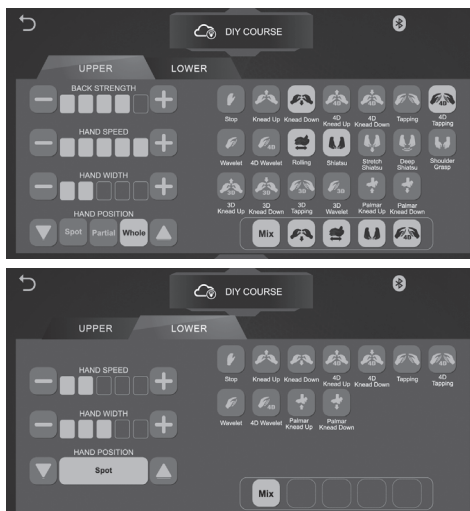 DIY COURSE
UPPER LOWER
BACK STRENGTH
HAND SPEED
HAND WIDTH
HAND POSITION
Spot Partial Whole
Stop Knead Up Knead Down 4D Knead Up 4D Knead Down Tapping 4D Tapping
Wavelet 4D Wavelet Rolling Shiatsu Stretch Shiatsu Deep Shiatsu Shoulder Grasp
3D Knead Up 3D Knead Down 3D Tapping 3D Wavelet Palmar Knead Up Palmar Knead Down
Mix
DIY COURSE
UPPER LOWER
HAND SPEED
HAND WIDTH
HAND POSITION
Spot
Stop Knead Up Knead Down 4D Knead Up 4D Knead Down Tapping 4D Tapping
Wavelet 4D Wavelet Palmar Knead Up Palmar Knead Down
Mix